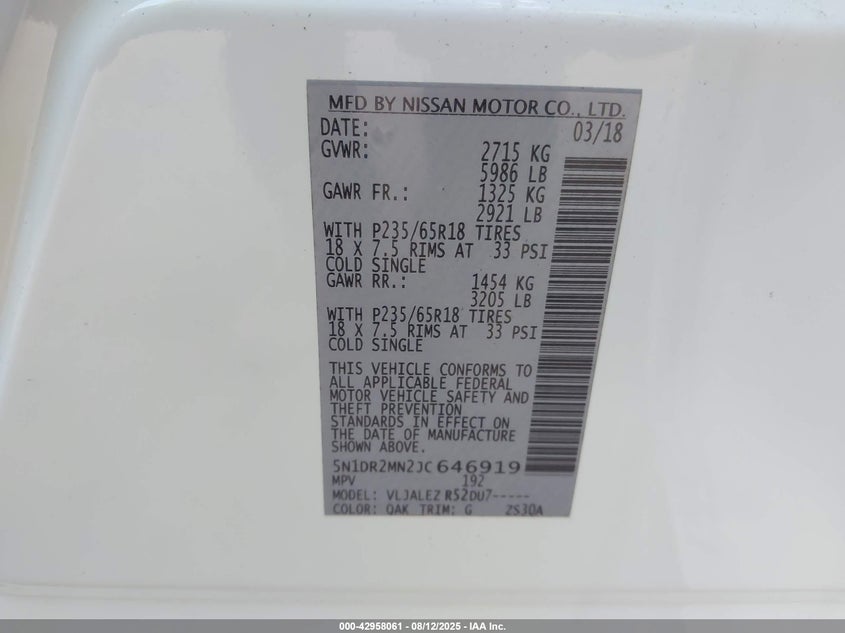 MFD BY NISSAN MOTOR CO., LTD.
DATE: 03/18
GVWR: 2715 KG
5986 LB
GAWR FR.: 1325 KG
2921 LB
WITH P235/65R18 TIRES
18 X 7.5 RIMS AT 33 PSI
COLD SINGLE
GAWR RR.: 1454 KG
3205 LB
WITH P235/65R18 TIRES
18 X 7.5 RIMS AT 33 PSI
COLD SINGLE
THIS VEHICLE CONFORMS TO
ALL APPLICABLE FEDERAL
MOTOR VEHICLE SAFETY AND
THEFT PREVENTION
STANDARDS IN EFFECT ON
THE DATE OF MANUFACTURE
SHOWN ABOVE.
5N1DR2MN2JC646919
MPV 192
MODEL: VLJALEZ RS2DU7-----
COLOR: QAK TRIM: G ZS30A
000-42958061 - 08/12/2025 - IAA Inc.